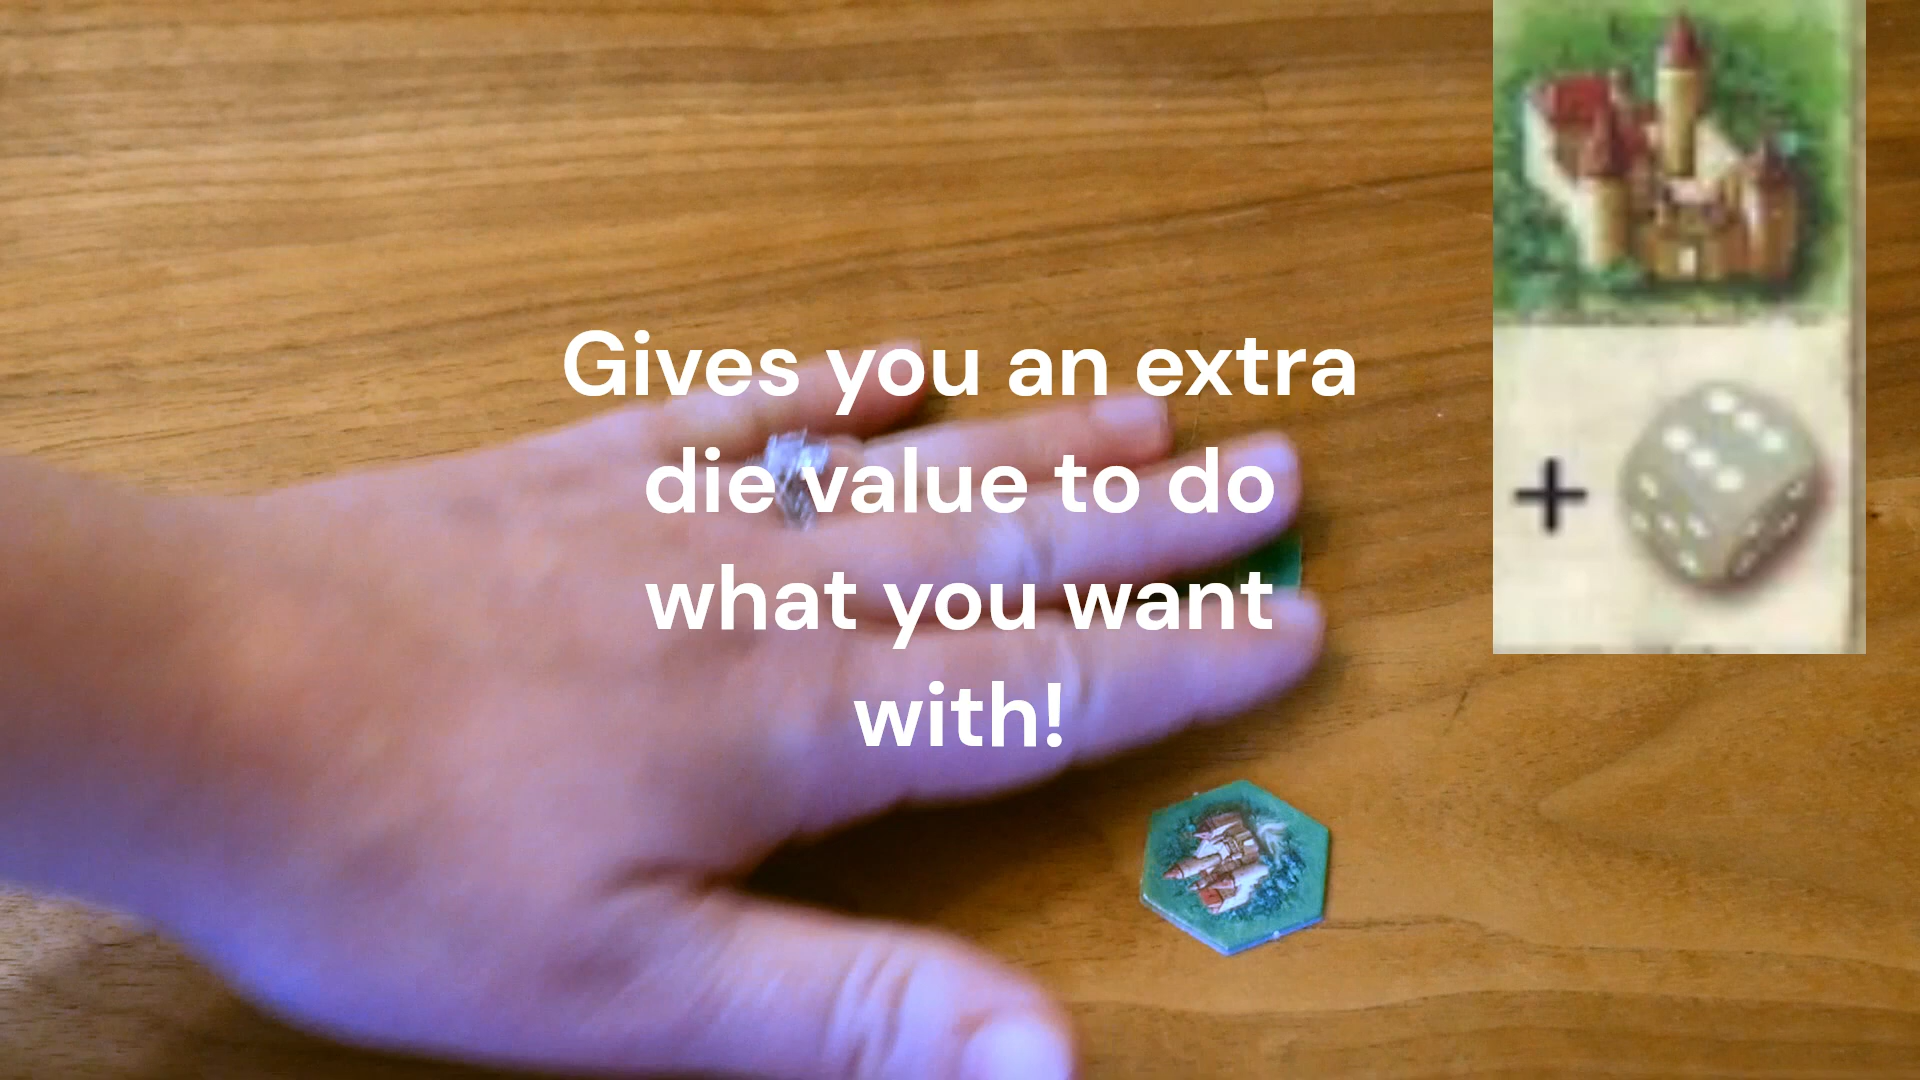 Gives you an extra
die value to do
what you want
with!
+